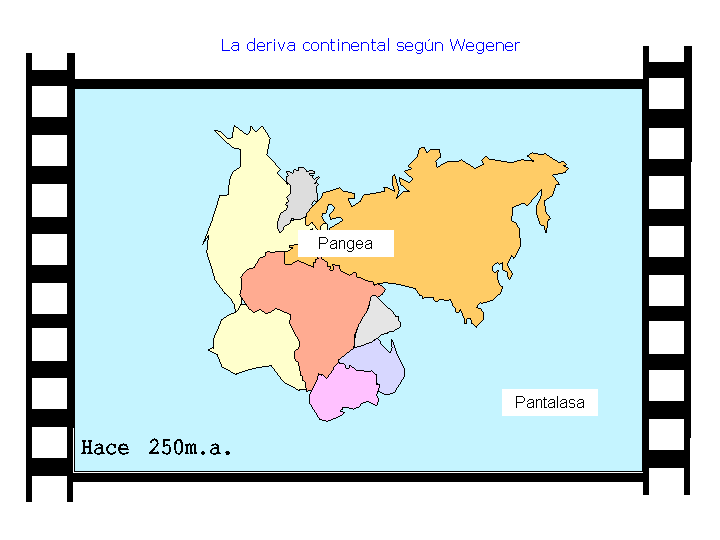 La deriva continental según Wegener
Pangea
Pantalasa
Hace 250m.a.